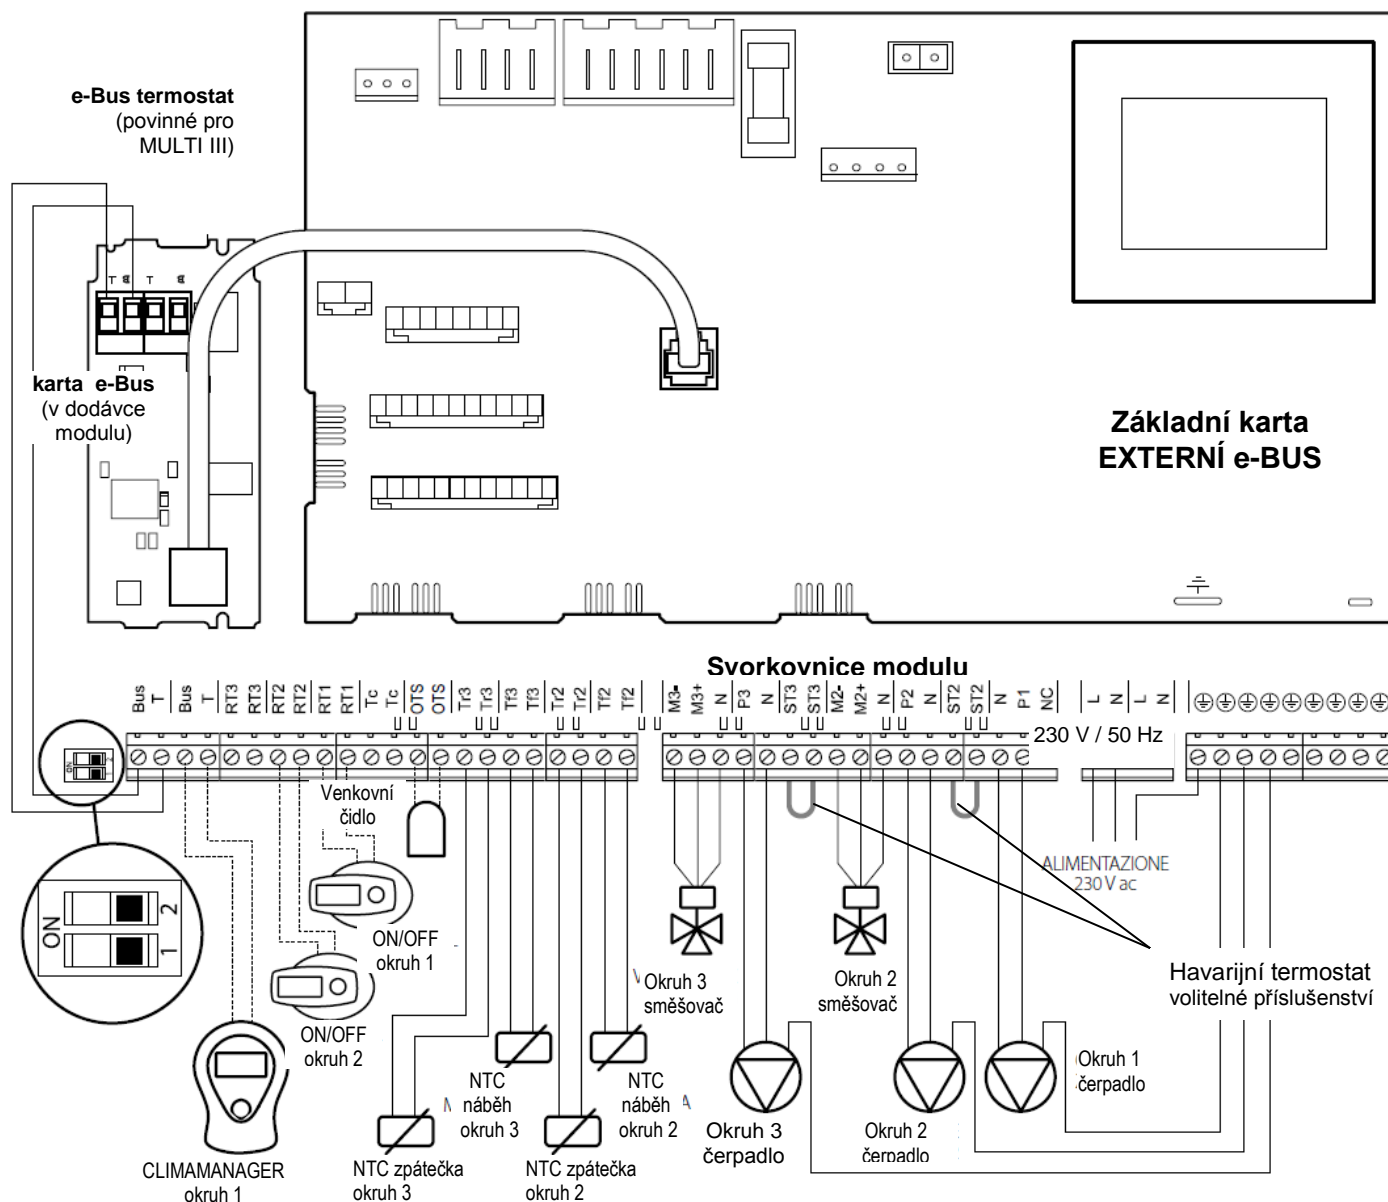 e-Bus termostat
(povinné pro
MULTI III)
T
T
karta e-Bus
(v dodávce
modulu)
Základní karta
EXTERNÍ e-BUS
Svorkovnice modulu
Bus T Bus T RT3 RT3 RT2 RT2 RT1 RT1 Tc Tc OTS OTS Tr3 Tr3 Tf3 Tf3 Tr2 Tr2 Tf2 Tf2 M3- M3+ N P3 N ST3 ST3 M2- M2+ N P2 N ST2 ST2 N P1 NC L N L N
230 V / 50 Hz
ON
1 2
Venkovní
čidlo
ALIMENTAZIONE
230 V ac
ON
2
1
ON/OFF
okruh 1
Okruh 3
směšovač
Okruh 2
směšovač
Havarijní termostat
volitelné příslušenství
ON/OFF
okruh 2
NTC
náběh
okruh 3
NTC
náběh
okruh 2
A
Okruh 1
čerpadlo
Okruh 3
čerpadlo
Okruh 2
čerpadlo
CLIMAMANAGER
okruh 1
NTC zpátečka
okruh 3
NTC zpátečka
okruh 2